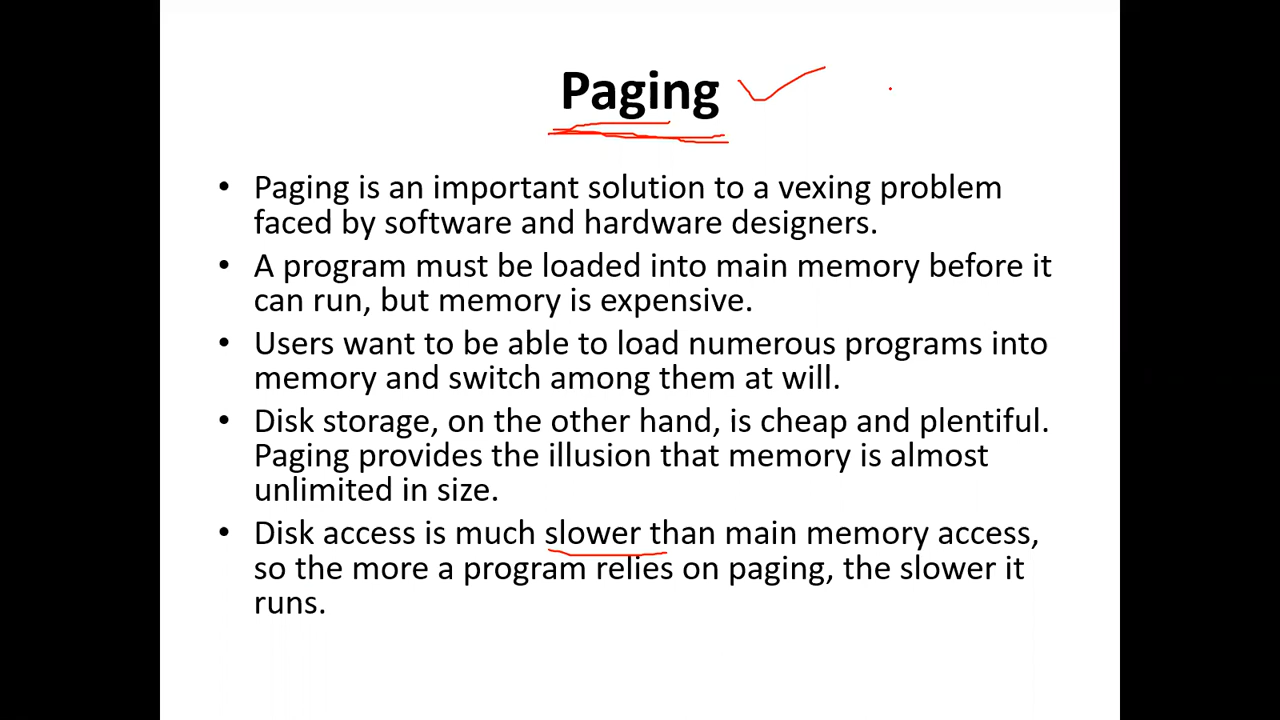 Paging
• Paging is an important solution to a vexing problem
faced by software and hardware designers.
• A program must be loaded into main memory before it
can run, but memory is expensive.
• Users want to be able to load numerous programs into
memory and switch among them at will.
• Disk storage, on the other hand, is cheap and plentiful.
Paging provides the illusion that memory is almost
unlimited in size.
• Disk access is much slower than main memory access,
so the more a program relies on paging, the slower it
runs.